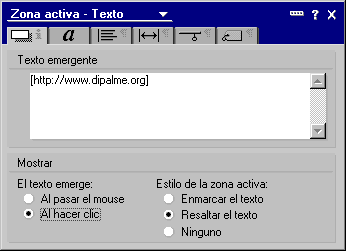 Zona activa - Texto
? X
i a ¶ ¶ ¶ ¶
Texto emergente
[http://www.dipalme.org]
Mostrar
El texto emerge: Estilo de la zona activa:
Al pasar el mouse Enmarcar el texto
Al hacer clic Resaltar el texto
Ninguno